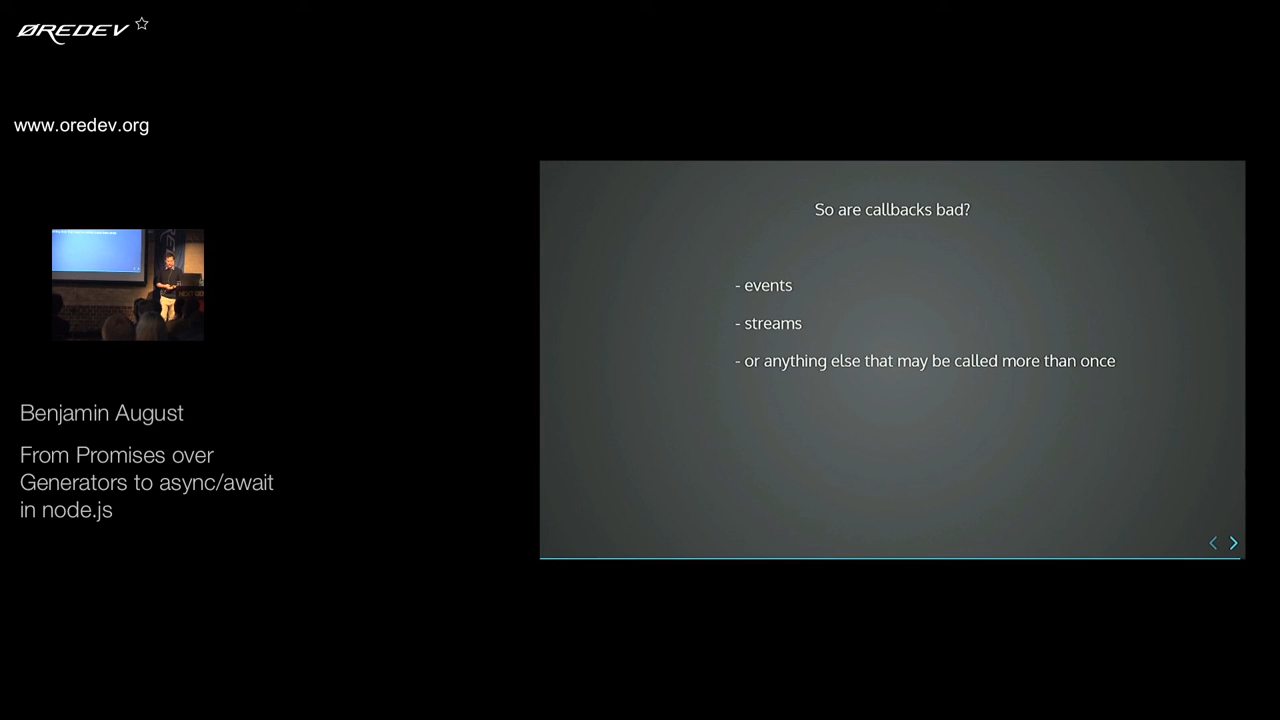 ØREDEV
www.oredev.org
So are callbacks bad?
- events
- streams
- or anything else that may be called more than once
Benjamin August
From Promises over
Generators to async/await
in node.js